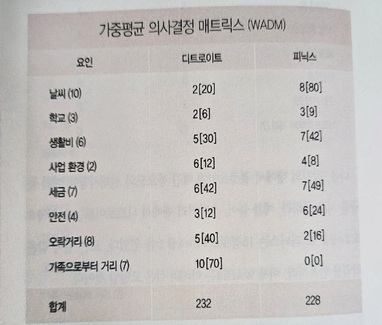 가중평균 의사결정 매트릭스 (WADM)
요인 디트로이트 피닉스
날씨 (10) 2[20] 8[80]
학교 (3) 2[6] 3[9]
생활비 (6) 5[30] 7[42]
사업 환경 (2) 6[12] 4[8]
세금 (7) 6[42] 7[49]
안전 (4) 3[12] 6[24]
오락거리 (8) 5[40] 2[16]
가족으로부터 거리 (7) 10[70] 0[0]
합계 232 228